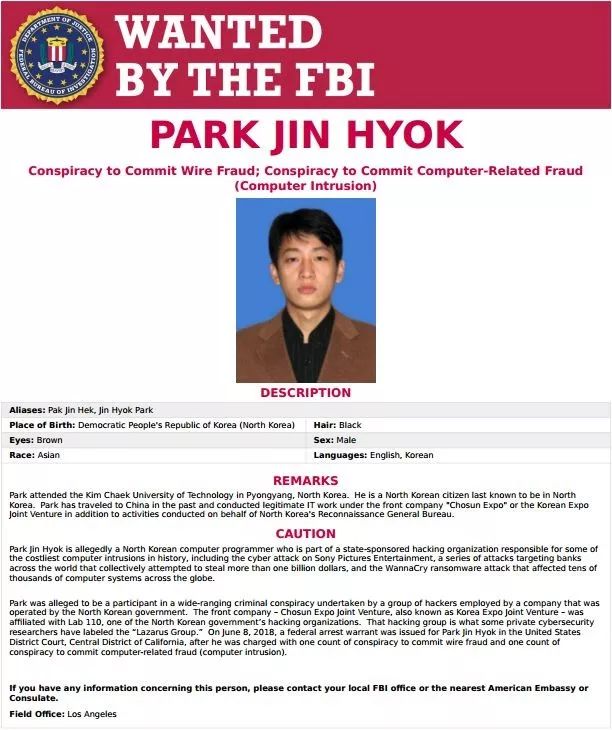 DEPARTMENT OF JUSTICE
FEDERAL BUREAU OF INVESTIGATION
WANTED
BY THE FBI
PARK JIN HYOK
Conspiracy to Commit Wire Fraud; Conspiracy to Commit Computer-Related Fraud
(Computer Intrusion)
DESCRIPTION
Aliases: Pak Jin Hek, Jin Hyok Park
Place of Birth: Democratic People's Republic of Korea (North Korea) Hair: Black
Eyes: Brown Sex: Male
Race: Asian Languages: English, Korean
REMARKS
Park attended the Kim Chaek University of Technology in Pyongyang, North Korea. He is a North Korean citizen last known to be in North
Korea. Park has traveled to China in the past and conducted legitimate IT work under the front company "Chosun Expo" or the Korean Expo
Joint Venture in addition to activities conducted on behalf of North Korea's Reconnaissance General Bureau.
CAUTION
Park Jin Hyok is allegedly a North Korean computer programmer who is part of a state-sponsored hacking organization responsible for some of
the costliest computer intrusions in history, including the cyber attack on Sony Pictures Entertainment, a series of attacks targeting banks
across the world that collectively attempted to steal more than one billion dollars, and the WannaCry ransomware attack that affected tens of
thousands of computer systems across the globe.
Park was alleged to be a participant in a wide-ranging criminal conspiracy undertaken by a group of hackers employed by a company that was
operated by the North Korean government. The front company – Chosun Expo Joint Venture, also known as Korea Expo Joint Venture – was
affiliated with Lab 110, one of the North Korean government's hacking organizations. That hacking group is what some private cybersecurity
researchers have labeled the "Lazarus Group." On June 8, 2018, a federal arrest warrant was issued for Park Jin Hyok in the United States
District Court, Central District of California, after he was charged with one count of conspiracy to commit wire fraud and one count of
conspiracy to commit computer-related fraud (computer intrusion).
If you have any information concerning this person, please contact your local FBI office or the nearest American Embassy or
Consulate.
Field Office: Los Angeles